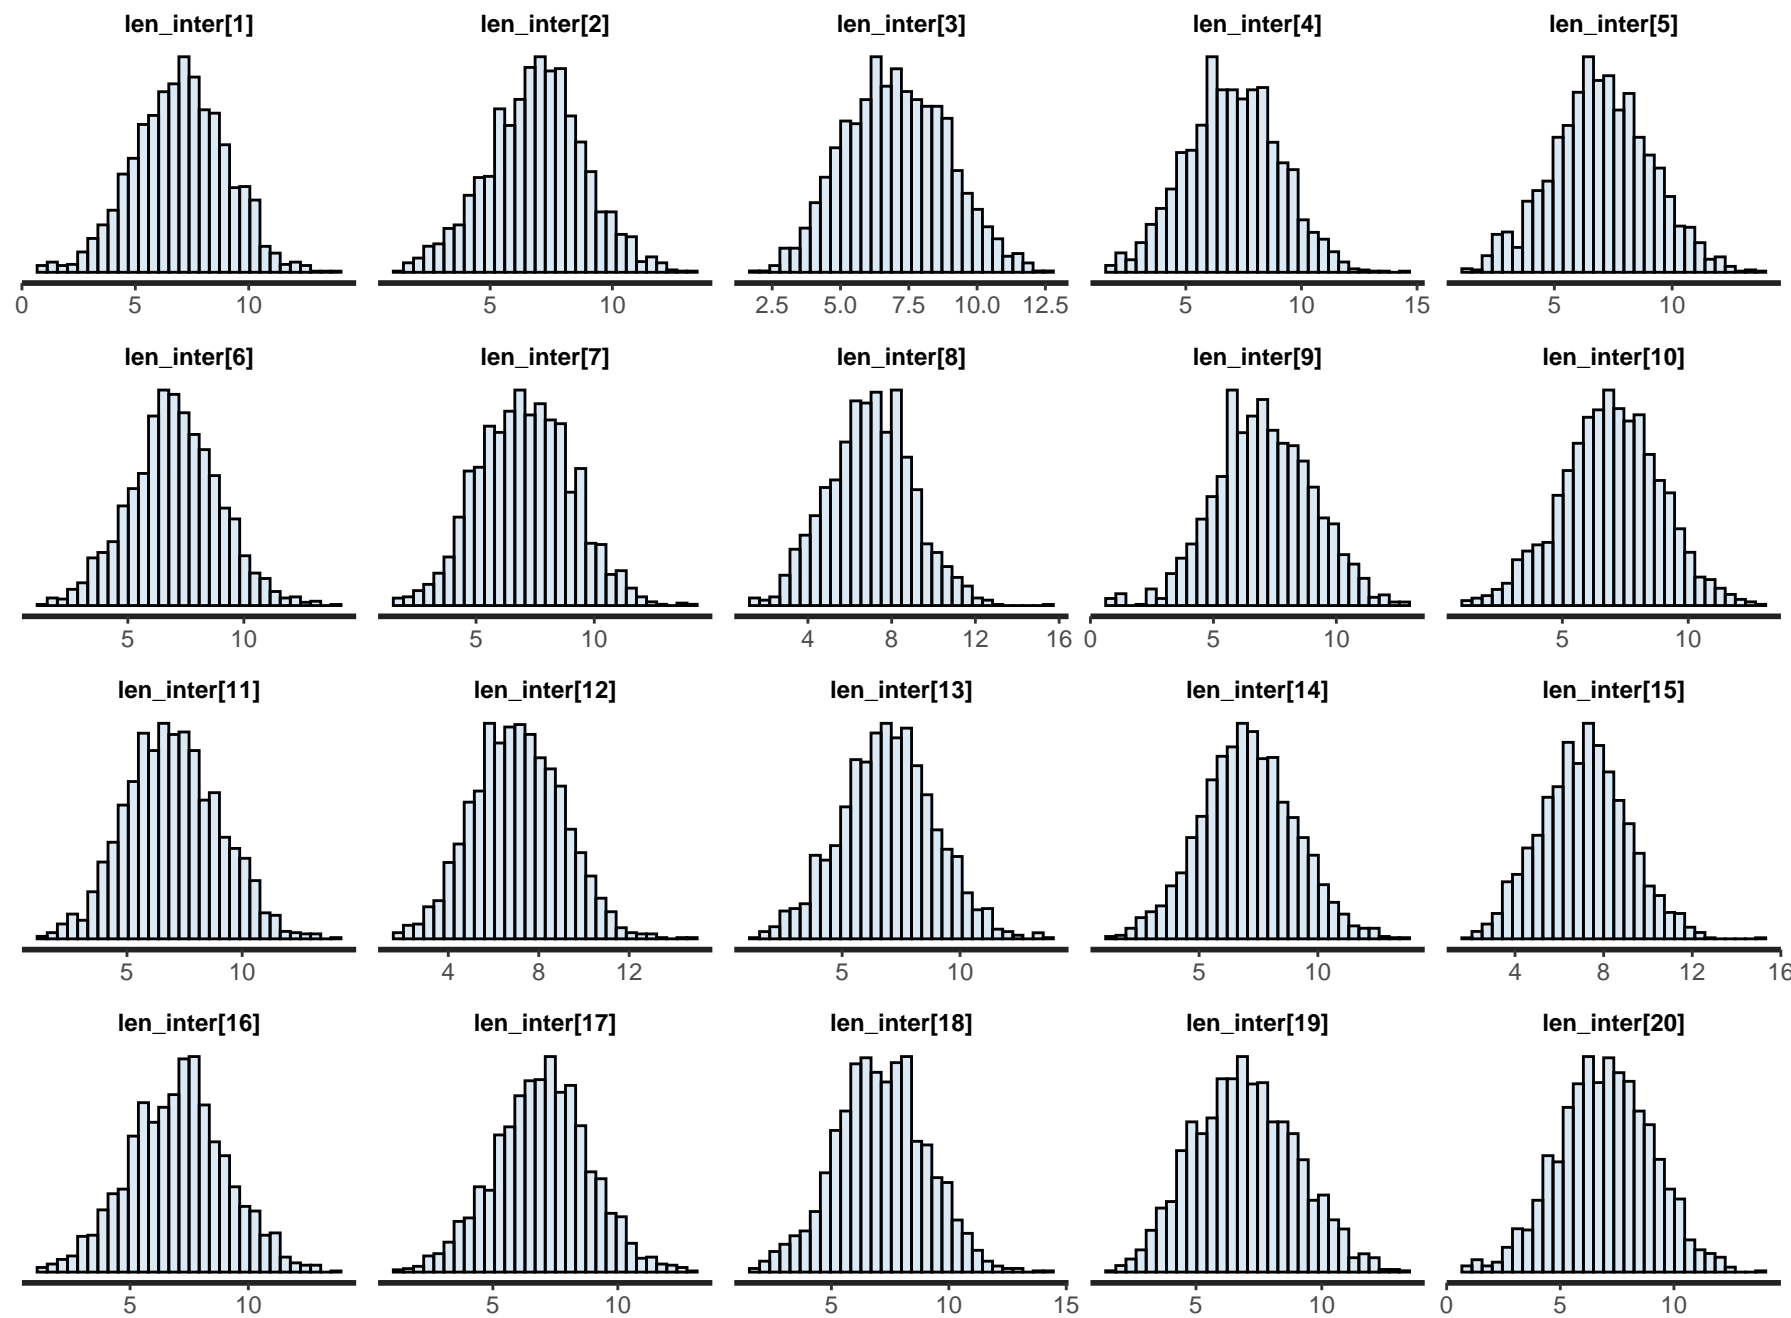 len_inter[1] len_inter[2] len_inter[3] len_inter[4] len_inter[5]
0 5 10 5 10 2.5 5.0 7.5 10.0 12.5 5 10 15 5 10
len_inter[6] len_inter[7] len_inter[8] len_inter[9] len_inter[10]
5 10 5 10 4 8 12 16 0 5 10 5 10
len_inter[11] len_inter[12] len_inter[13] len_inter[14] len_inter[15]
5 10 4 8 12 5 10 5 10 4 8 12 16
len_inter[16] len_inter[17] len_inter[18] len_inter[19] len_inter[20]
5 10 5 10 5 10 15 5 10 0 5 10